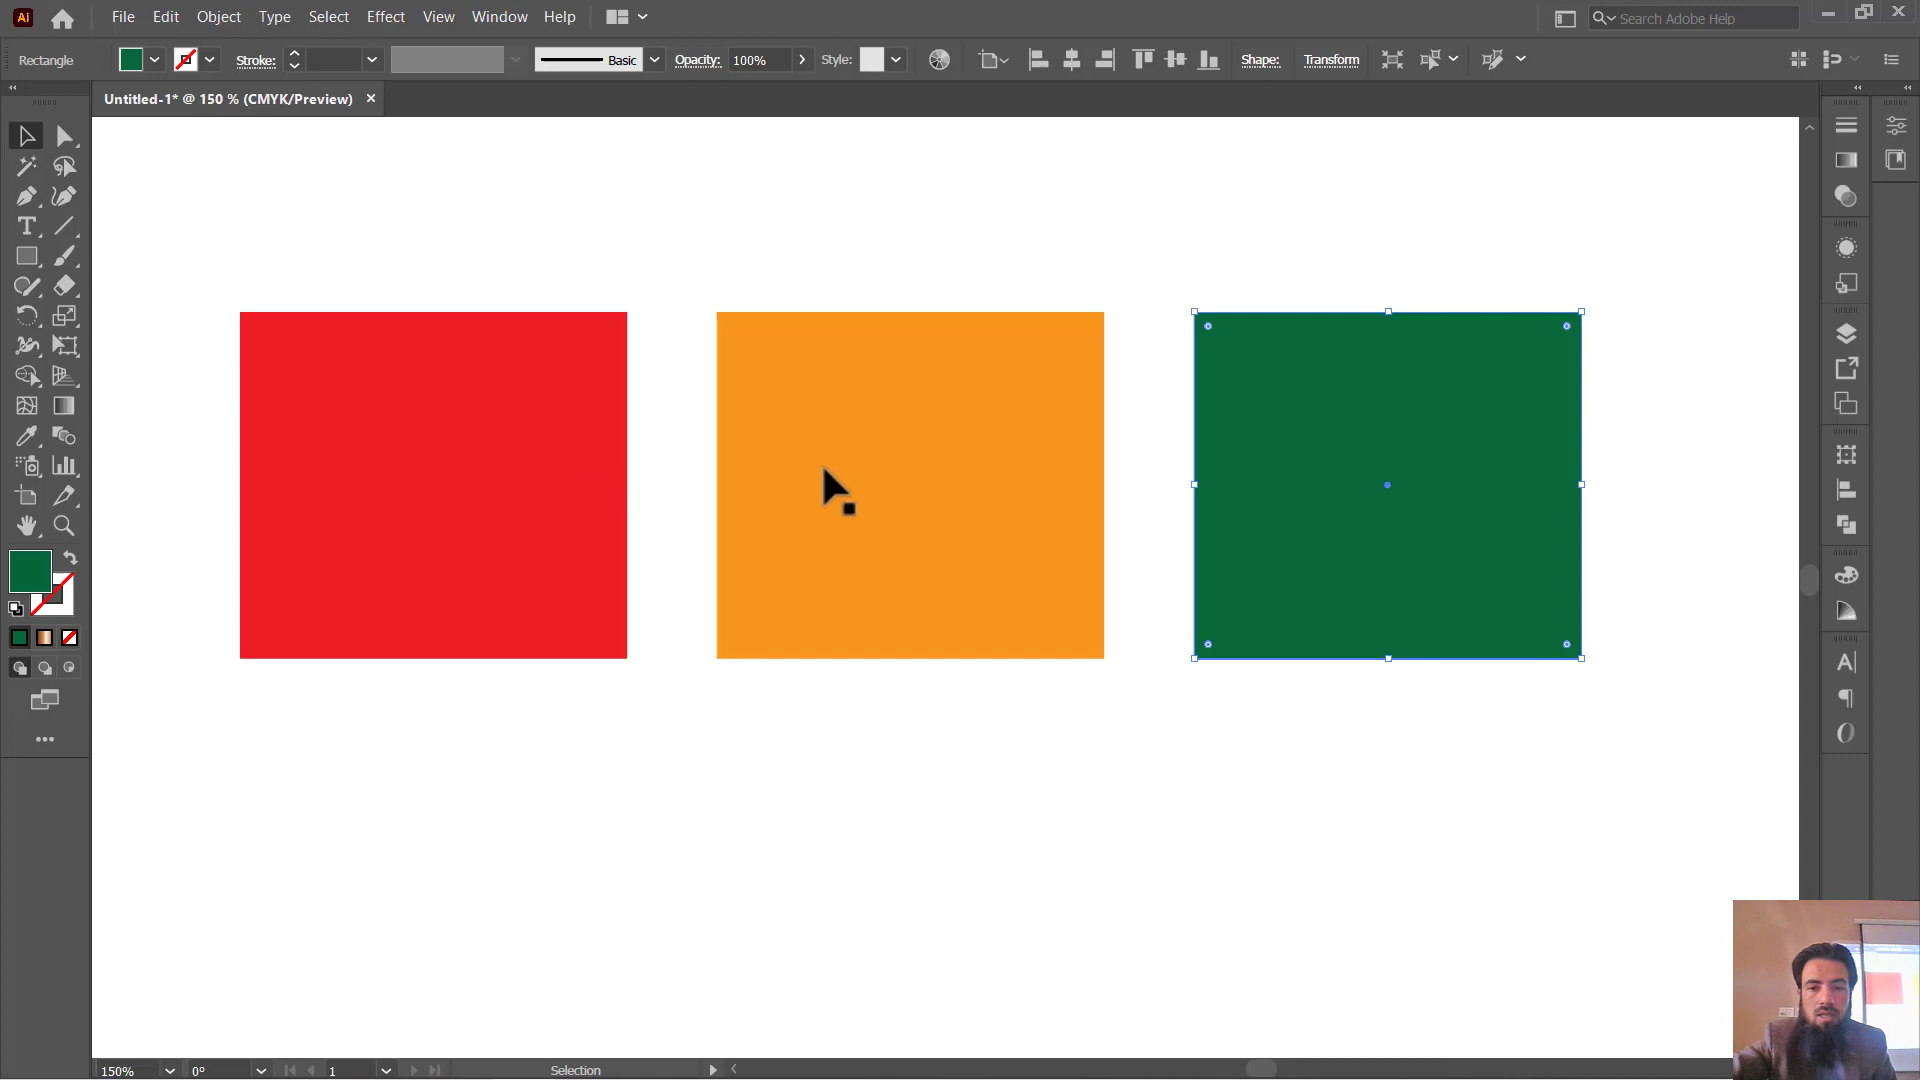 Ai File Edit Object Type Select Effect View Window Help Search Adobe Help
Rectangle Stroke: Basic Opacity: 100% Style: Shape: Transform
Untitled-1* @ 150 % (CMYK/Preview) ×
150% 0° 1 Selection